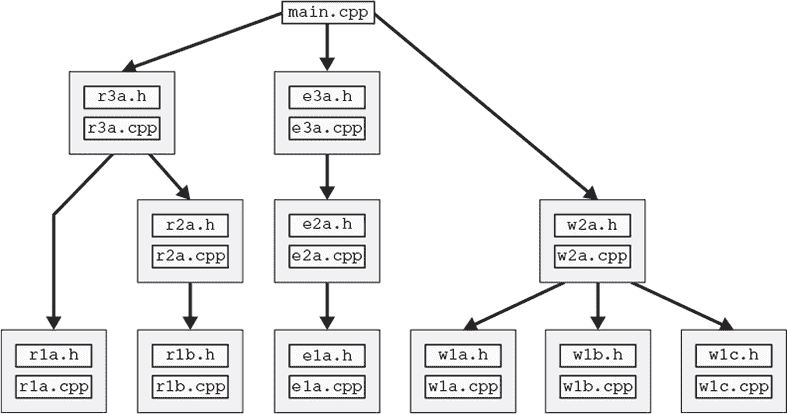 main.cpp
r3a.h
r3a.cpp
e3a.h
e3a.cpp
r2a.h
r2a.cpp
e2a.h
e2a.cpp
w2a.h
w2a.cpp
r1a.h
r1a.cpp
r1b.h
r1b.cpp
e1a.h
e1a.cpp
w1a.h
w1a.cpp
w1b.h
w1b.cpp
w1c.h
w1c.cpp